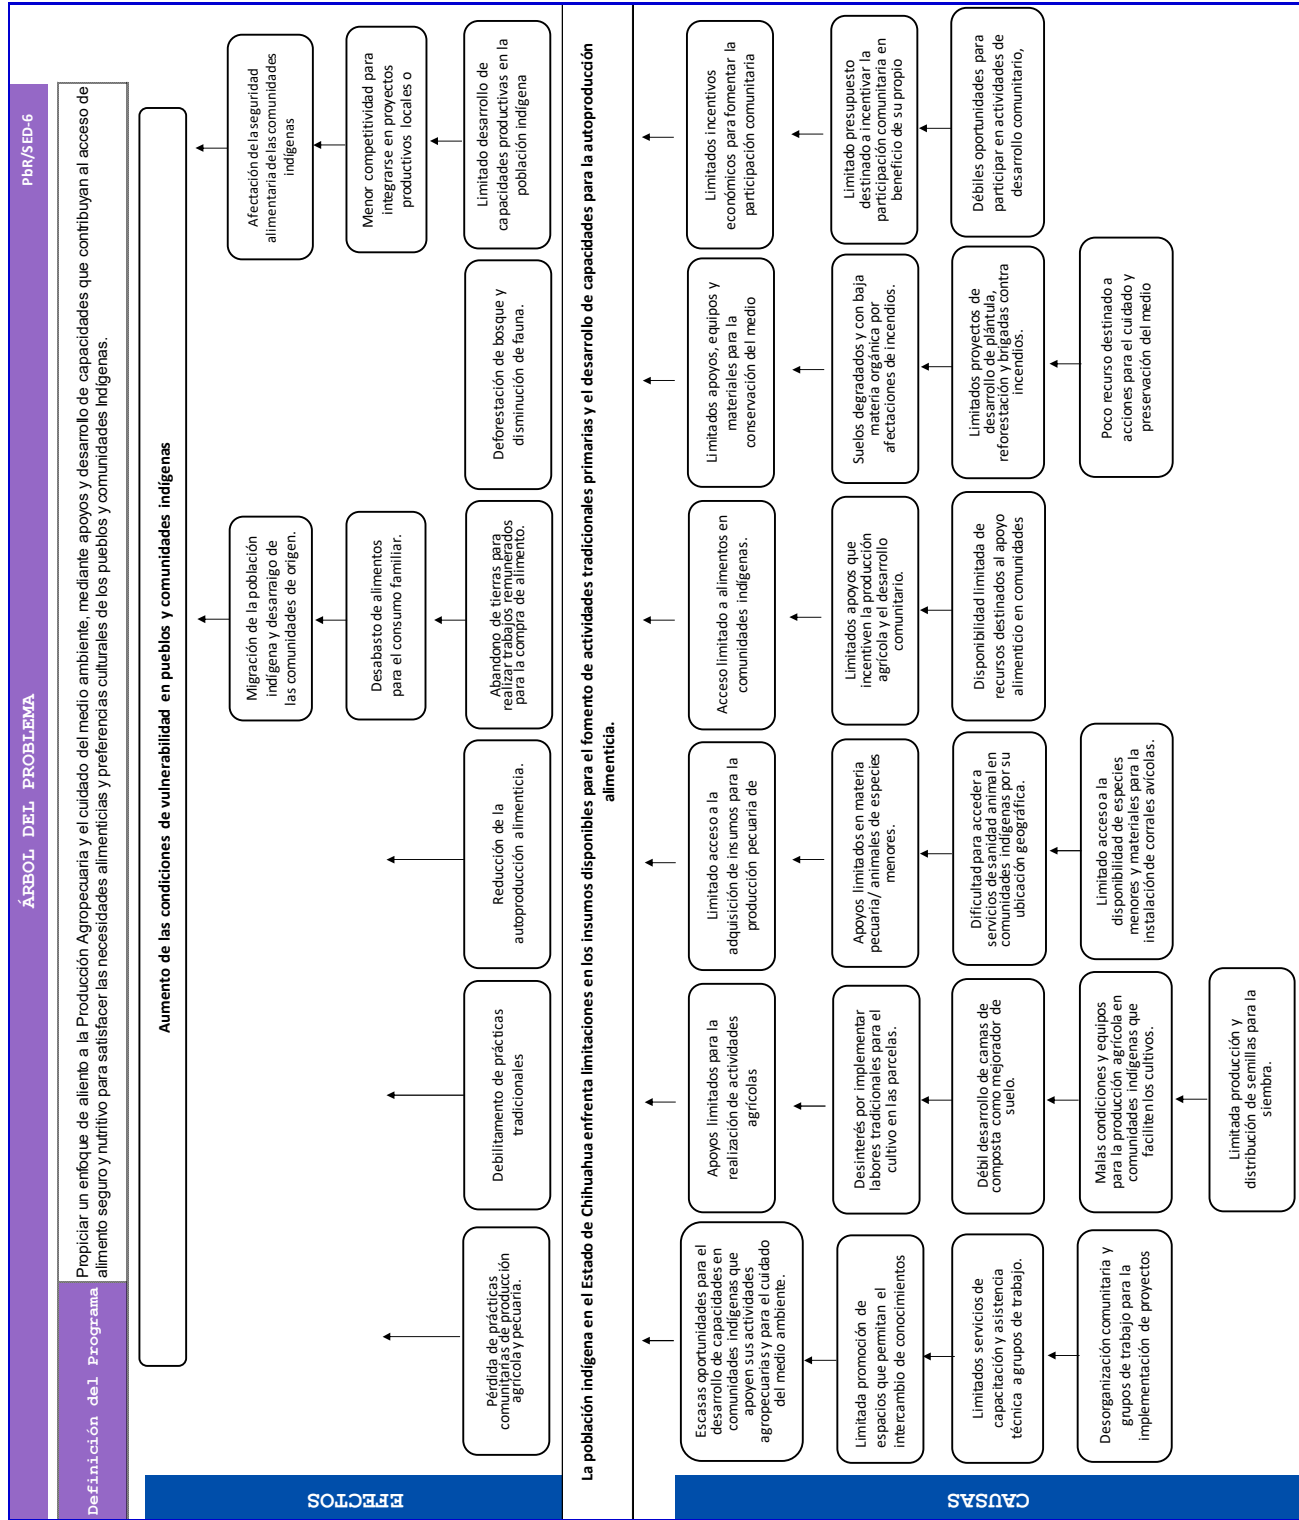 ÁRBOL DEL PROBLEMA
PbR/SED-6
Definición del Programa
Propiciar un enfoque de aliento a la Producción Agropecuaria y el cuidado del medio ambiente, mediante apoyos y desarrollo de capacidades que contribuyan al acceso de
alimento seguro y nutritivo para satisfacer las necesidades alimenticias y preferencias culturales de los pueblos y comunidades Indígenas.
EFECTOS
Aumento de las condiciones de vulnerabilidad en pueblos y comunidades indígenas
Migración de la población
indígena y desarraigo de
las comunidades de origen.
Afectación de la seguridad
alimentaria de las comunidades
indígenas
Desabasto de alimentos
para el consumo familiar.
Menor competitividad para
integrarse en proyectos
productivos locales o
Pérdida de prácticas
comunitarias de producción
agrícola y pecuaria.
Debilitamiento de prácticas
tradicionales
Reducción de la
autoproducción alimenticia.
Abandono de tierras para
realizar trabajos remunerados
para la compra de alimento.
Deforestación de bosque y
disminución de fauna.
Limitado desarrollo de
capacidades productivas en la
población indígena
La población indígena en el Estado de Chihuahua enfrenta limitaciones en los insumos disponibles para el fomento de actividades tradicionales primarias y el desarrollo de capacidades para la autoproducción
alimenticia.
CAUSAS
Escasas oportunidades para el
desarrollo de capacidades en
comunidades indígenas que
apoyen sus actividades
agropecuarias y para el cuidado
del medio ambiente.
Apoyos limitados para la
realización de actividades
agrícolas
Limitado acceso a la
adquisición de insumos para la
producción pecuaria de
Acceso limitado a alimentos en
comunidades indígenas.
Limitados apoyos, equipos y
materiales para la
conservación del medio
Limitados incentivos
económicos para fomentar la
participación comunitaria
Limitada promoción de
espacios que permitan el
intercambio de conocimientos
Desinterés por implementar
labores tradicionales para el
cultivo en las parcelas.
Apoyos limitados en materia
pecuaria/ animales de especies
menores.
Limitados apoyos que
incentiven la producción
agrícola y el desarrollo
comunitario.
Suelos degradados y con baja
materia orgánica por
afectaciones de incendios.
Limitado presupuesto
destinado a incentivar la
participación comunitaria en
beneficio de su propio
Limitados servicios de
capacitación y asistencia
técnica a grupos de trabajo.
Débil desarrollo de camas de
composta como mejorador de
suelo.
Dificultad para acceder a
servicios de sanidad animal en
comunidades indígenas por su
ubicación geográfica.
Disponibilidad limitada de
recursos destinados al apoyo
alimenticio en comunidades
Limitados proyectos de
desarrollo de plántula,
reforestación y brigadas contra
incendios.
Débiles oportunidades para
participar en actividades de
desarrollo comunitario,
Desorganización comunitaria y
grupos de trabajo para la
implementación de proyectos
Malas condiciones y equipos
para la producción agrícola en
comunidades indígenas que
faciliten los cultivos.
Limitado acceso a la
disponibilidad de especies
menores y materiales para la
instalación de corrales avícolas.
Poco recurso destinado a
acciones para el cuidado y
preservación del medio
Limitada producción y
distribución de semillas para la
siembra.